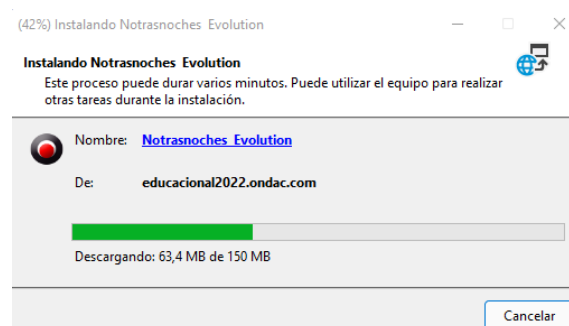 (42%) Instalando Notrasnoches Evolution
Instalando Notrasnoches Evolution
Este proceso puede durar varios minutos. Puede utilizar el equipo para realizar
otras tareas durante la instalación.
Nombre: Notrasnoches Evolution
De: educacional2022.ondac.com
Descargando: 63,4 MB de 150 MB
Cancelar